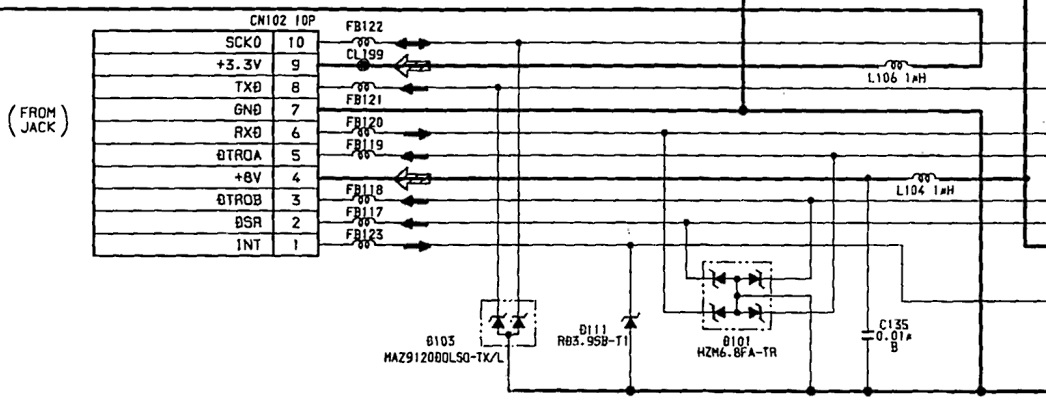 CN102 10P
SCKO 10 FB122
+3.3V 9 CL199
L106 1μH
TXD 8
FB121
(FROM JACK)
GND 7
RXD 6 FB120
DTROA 5 FB119
+8V 4
L104 1μH
DTROB 3 FB118
DSR 2 FB117
INT 1 FB123
D103
MAZ9120D0LSO-TX/L
D111
RD3.9SB-T1
D101
HZM6.8FA-TR
C135
0.01μ
B